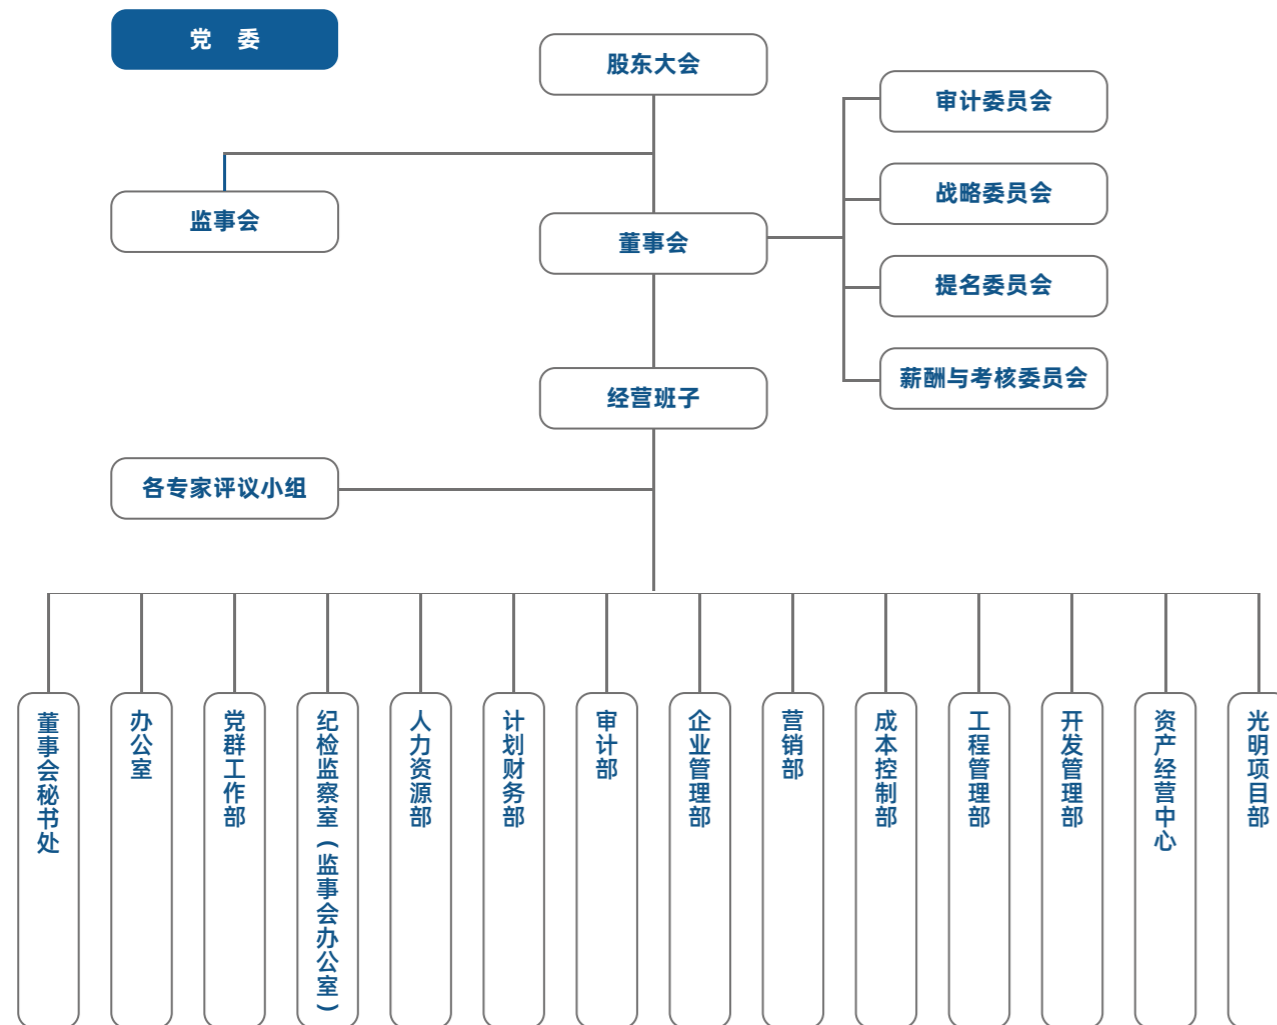 党 委
股东大会
审计委员会
战略委员会
监事会
董事会
提名委员会
薪酬与考核委员会
经营班子
各专家评议小组
董事会秘书处
办公室
党群工作部
纪检监察室（监事会办公室）
人力资源部
计划财务部
审计部
企业管理部
营销部
成本控制部
工程管理部
开发管理部
资产经营中心
光明项目部